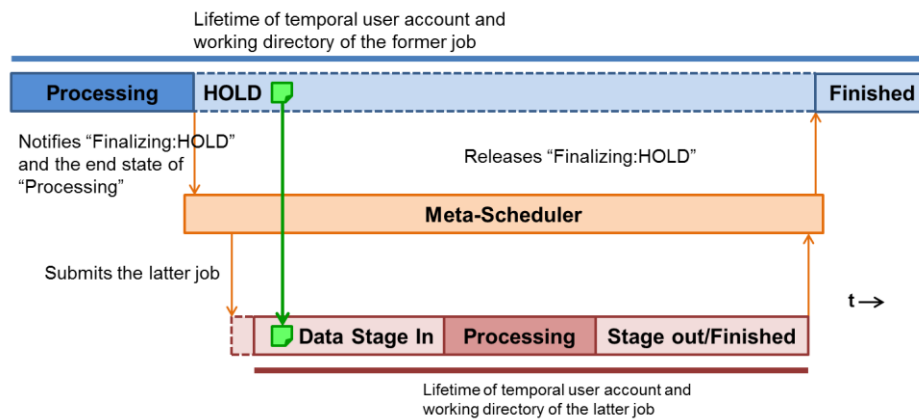 Lifetime of temporal user account and
working directory of the former job
Processing
HOLD
Finished
Notifies “Finalizing:HOLD”
and the end state of
“Processing”
Releases “Finalizing:HOLD”
Meta-Scheduler
Submits the latter job
t→
Data Stage In
Processing
Stage out/Finished
Lifetime of temporal user account and
working directory of the latter job